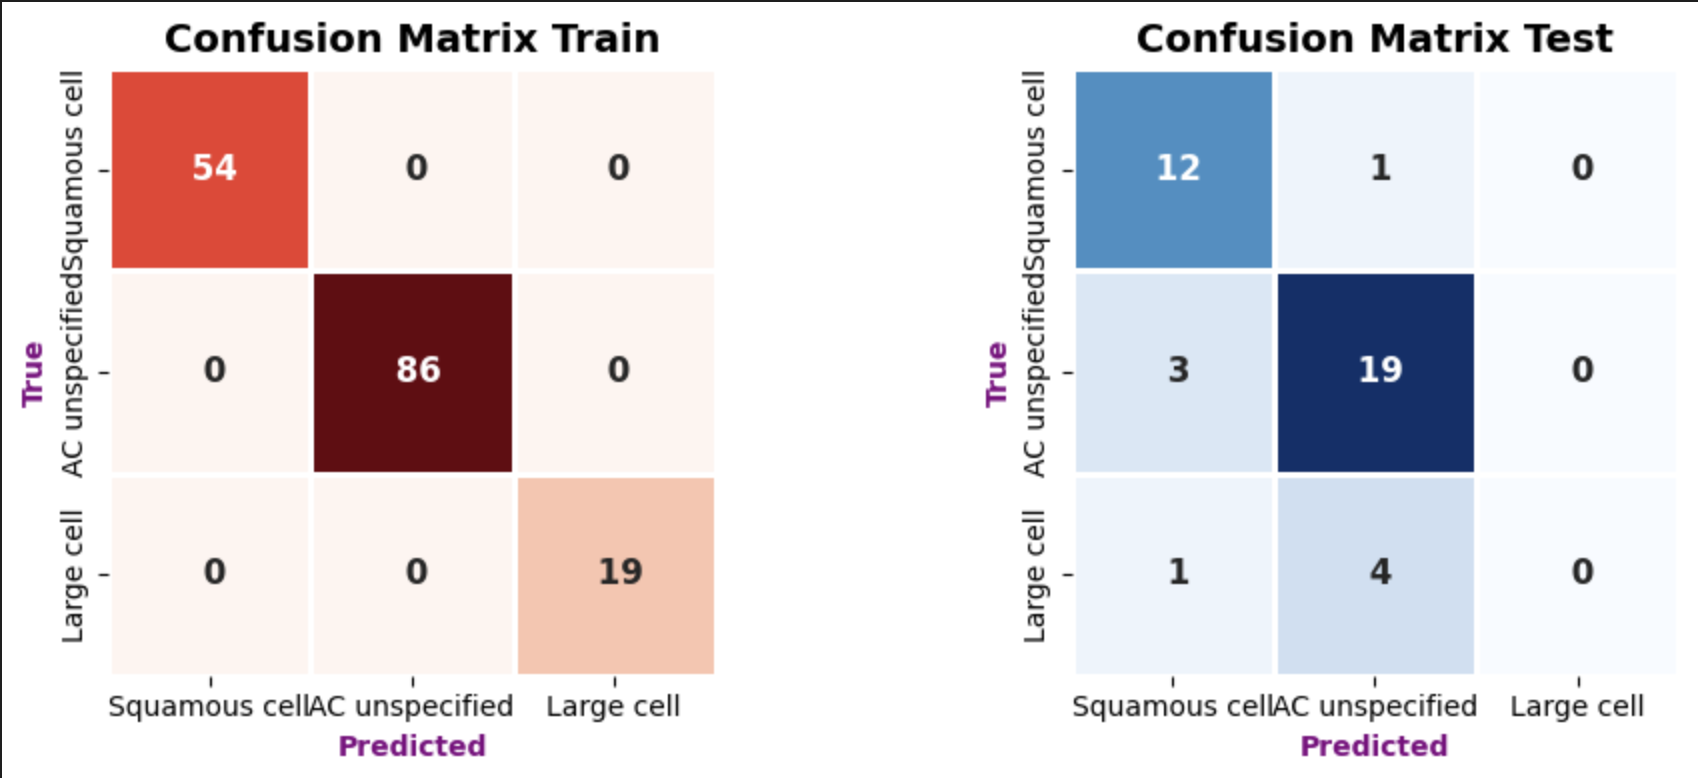 Confusion Matrix Train
True
Squamous cell
54 0 0
AC unspecified
0 86 0
Large cell
0 0 19
Squamous cell AC unspecified Large cell
Predicted
Confusion Matrix Test
True
Squamous cell
12 1 0
AC unspecified
3 19 0
Large cell
1 4 0
Squamous cell AC unspecified Large cell
Predicted